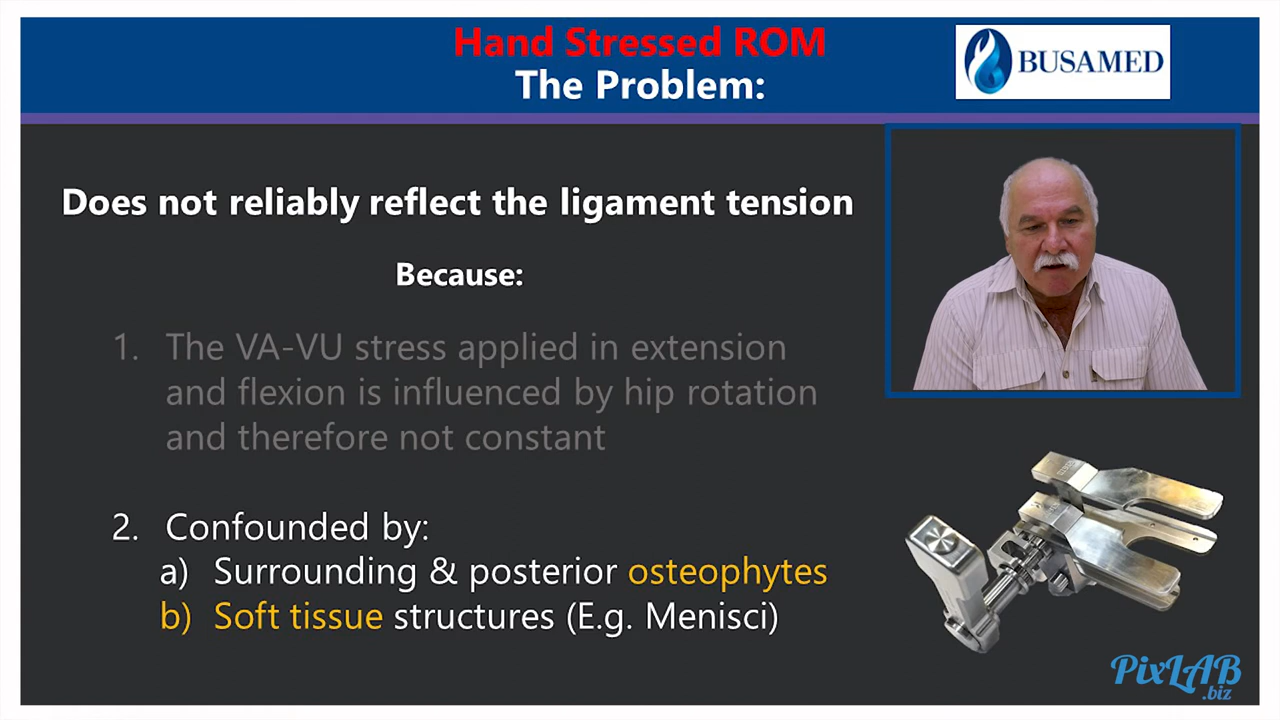 Hand Stressed ROM
The Problem:
BUSAMED
Does not reliably reflect the ligament tension
Because:
1. The VA-VU stress applied in extension
and flexion is influenced by hip rotation
and therefore not constant
2. Confounded by:
a) Surrounding & posterior osteophytes
b) Soft tissue structures (E.g. Menisci)
PixLAB
.biz